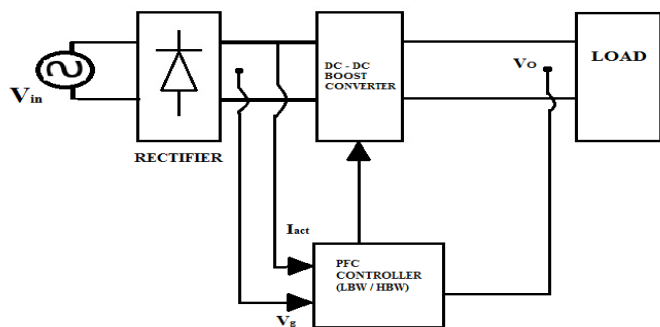 Vin
RECTIFIER
DC - DC
BOOST
CONVERTER
VO
LOAD
Iact
Vg
PFC
CONTROLLER
(LBW / HBW)